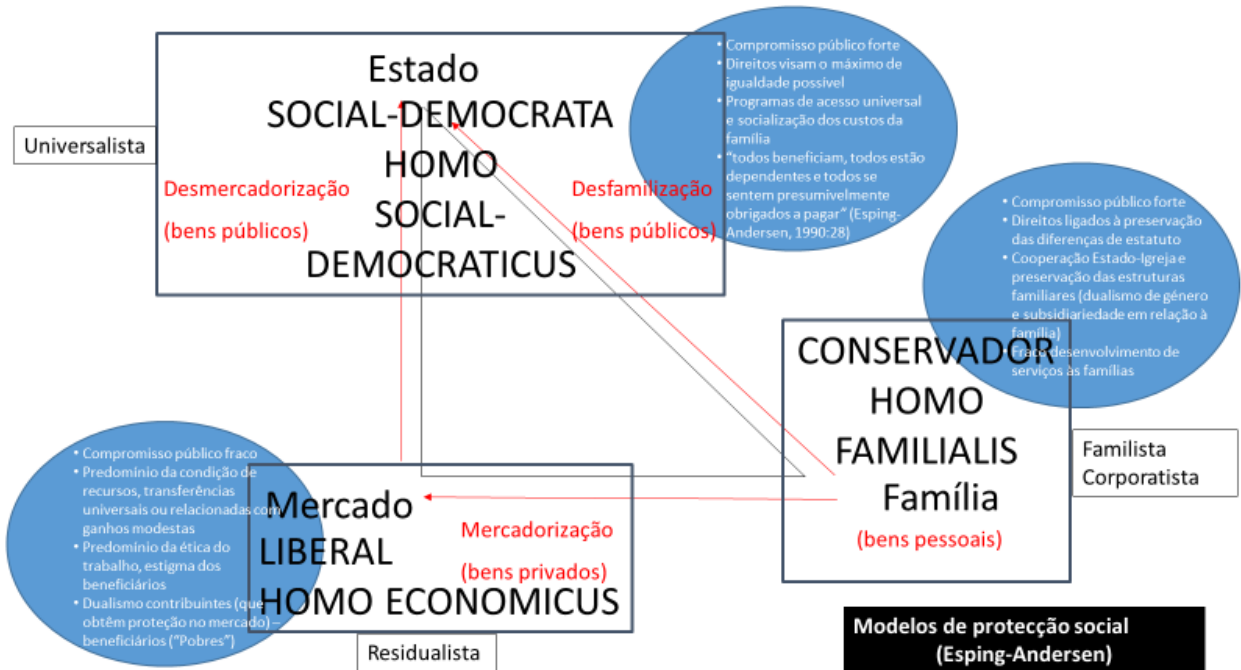 Estado
SOCIAL-DEMOCRATA
HOMO
SOCIAL-
DEMOCRATICUS
Universalista
Desmercadorização
(bens públicos)
Desfamilização
(bens públicos)
• Compromisso público forte
• Direitos visam o máximo de
igualdade possível
• Programas de acesso universal
e socialização dos custos da
família
• “todos beneficiam, todos estão
dependentes e todos se
sentem presumivelmente
obrigados a pagar” (Esping-
Andersen, 1990:28)
• Compromisso público forte
• Direitos ligados à preservação
das diferenças de estatuto
• Cooperação Estado-Igreja e
preservação das estruturas
familiares (dualismo de género
e subsidiariedade em relação à
família)
• Fraco desenvolvimento de
serviços às famílias
CONSERVADOR
HOMO
FAMILIALIS
Família
(bens pessoais)
Familista
Corporatista
• Compromisso público fraco
• Predomínio da condição de
recursos, transferências
universais ou relacionadas com
ganhos modestas
• Predomínio da ética do
trabalho, estigma dos
beneficiários
• Dualismo contribuintes (que
obtêm proteção no mercado) –
beneficiários (“Pobres”)
Mercado
LIBERAL
HOMO ECONOMICUS
Mercadorização
(bens privados)
Residualista
Modelos de protecção social
(Esping-Andersen)